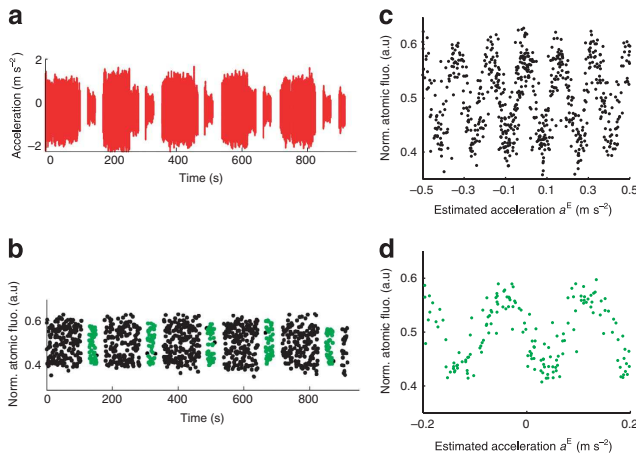 a
2
0
−2
Acceleration (m s⁻²)
0 200 400 600 800
Time (s)
b
0.6
0.4
Norm. atomic fluo. (a.u)
0 200 400 600 800
Time (s)
c
0.6
0.5
0.4
Norm. atomic fluo. (a.u)
−0.5 −0.3 −0.1 0.1 0.3 0.5
Estimated acceleration aᴱ (m s⁻²)
d
0.6
0.5
0.4
Norm. atomic fluo. (a.u)
−0.2 0 0.2
Estimated acceleration aᴱ (m s⁻²)